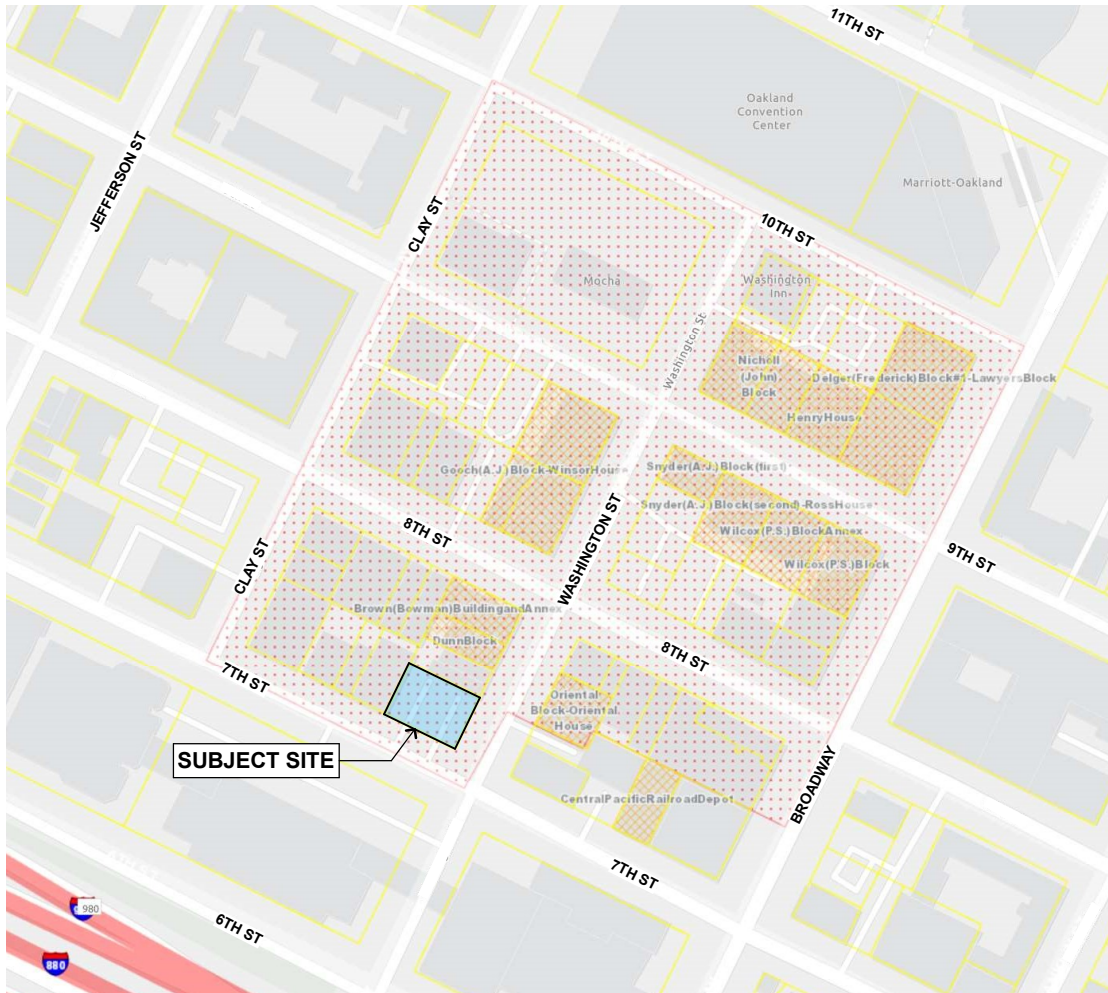 11TH ST
Oakland
Convention
Center
JEFFERSON ST
Marriott-Oakland
CLAY ST
10TH ST
Mocha
Washington
Inn
Washington St
Nicholl
(John)
Block
Delger(Frederick)Block#1-LawyersBlock
HenryHouse
Gooch(A.J.)Block-WinsorHouse
Snyder(A.J.)Block(first)
Snyder(A.J.)Block(second)-RossHouse
Wilcox(P.S.)BlockAnnex
Wilcox(P.S.)Block
8TH ST
WASHINGTON ST
9TH ST
CLAY ST
Brown(Bowman)BuildingandAnnex
DunnBlock
8TH ST
7TH ST
Oriental
Block-Oriental
House
SUBJECT SITE
BROADWAY
CentralPacificRailroadDepot
7TH ST
980
6TH ST
880